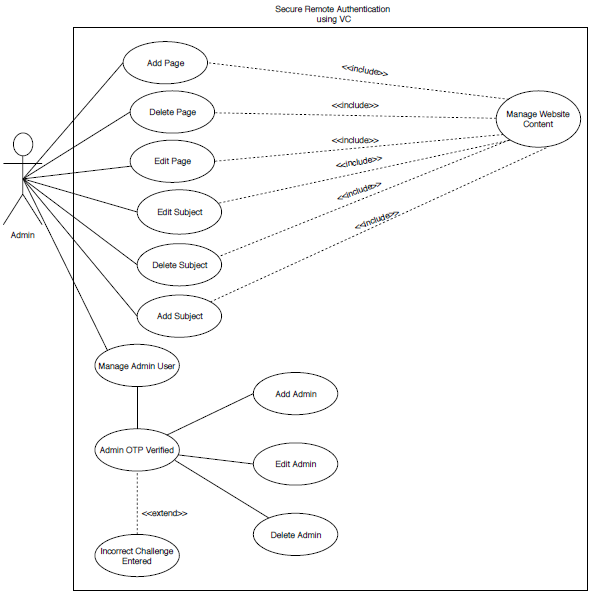 Secure Remote Authentication
using VC
Add Page
<<include>>
Delete Page
<<include>>
Manage Website
Content
Edit Page
<<include>>
<<include>>
Edit Subject
<<include>>
<<include>>
Admin
Delete Subject
Add Subject
Manage Admin User
Add Admin
Admin OTP Verified
Edit Admin
<<extend>>
Delete Admin
Incorrect Challenge
Entered